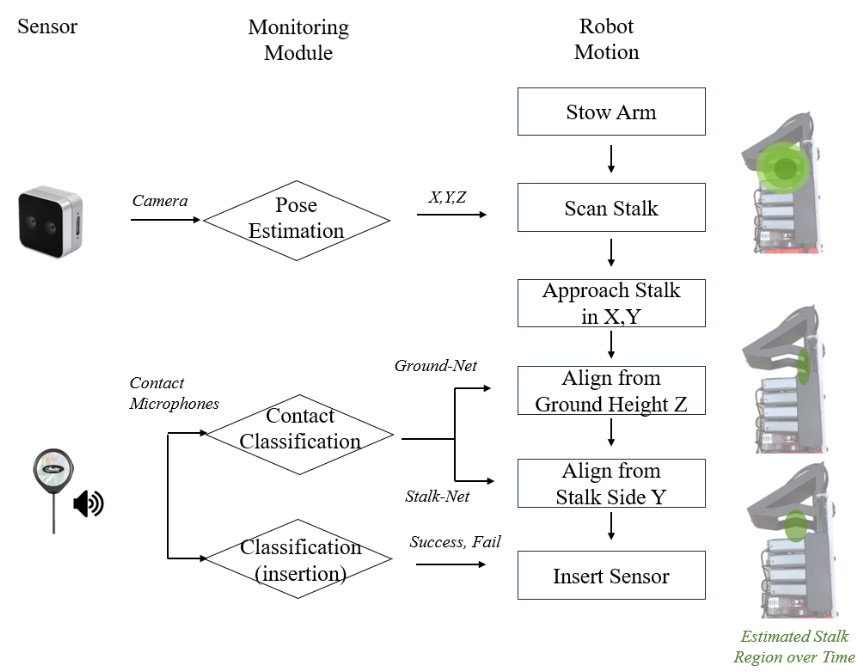 Sensor
Monitoring
Module
Robot
Motion
Stow Arm
Camera
Pose
Estimation
X,Y,Z
Scan Stalk
Approach Stalk
in X,Y
Contact
Microphones
Contact
Classification
Ground-Net
Align from
Ground Height Z
Stalk-Net
Align from
Stalk Side Y
Classification
(insertion)
Success, Fail
Insert Sensor
Estimated Stalk
Region over Time